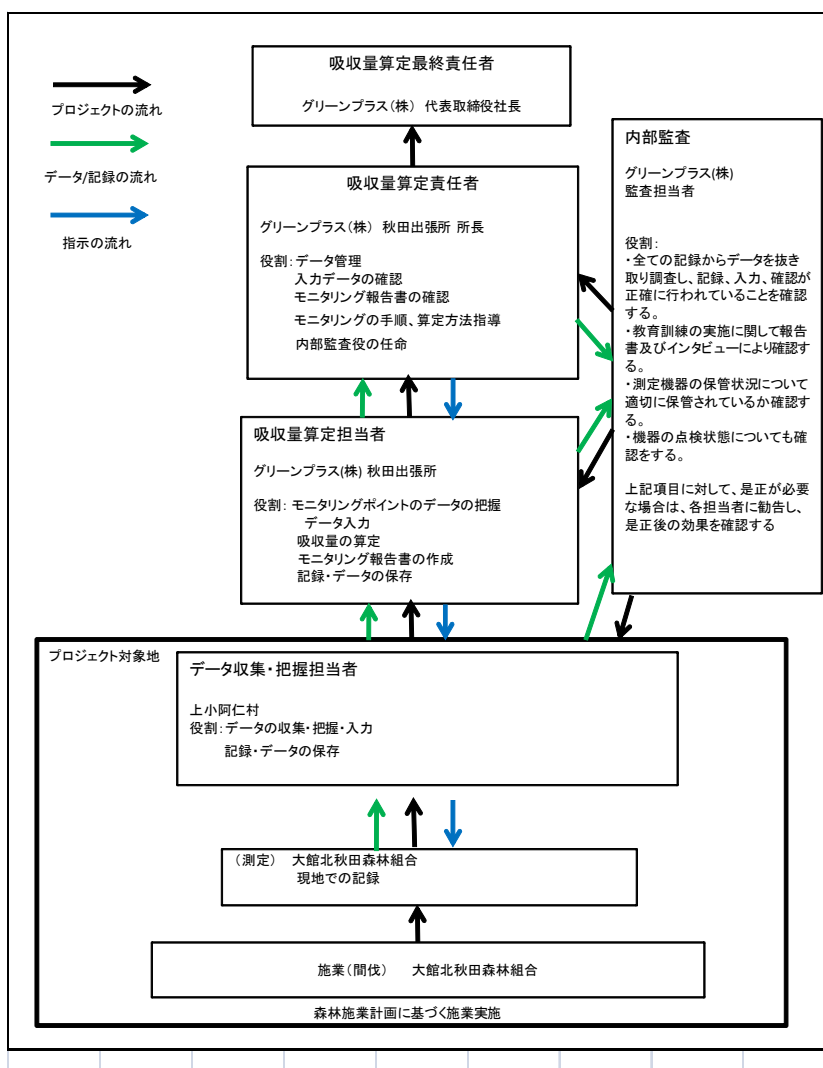 吸収量算定最終責任者
グリーンプラス(株) 代表取締役社長
プロジェクトの流れ
データ/記録の流れ
指示の流れ
吸収量算定責任者
グリーンプラス(株) 秋田出張所 所長
役割:データ管理
入力データの確認
モニタリング報告書の確認
モニタリングの手順、算定方法指導
内部監査役の任命
内部監査
グリーンプラス(株)
監査担当者
役割:
・全ての記録からデータを抜き
取り調査し、記録、入力、確認が
正確に行われていることを確認
する。
・教育訓練の実施に関して報告
書及びインタビューにより確認す
る。
・測定機器の保管状況について
適切に保管されているか確認す
る。
・機器の点検状態についても確
認をする。
上記項目に対して、是正が必要
な場合は、各担当者に勧告し、
是正後の効果を確認する
吸収量算定担当者
グリーンプラス(株) 秋田出張所
役割: モニタリングポイントのデータの把握
データ入力
吸収量の算定
モニタリング報告書の作成
記録・データの保存
プロジェクト対象地
データ収集・把握担当者
上小阿仁村
役割:データの収集・把握・入力
記録・データの保存
(測定) 大館北秋田森林組合
現地での記録
施業(間伐) 大館北秋田森林組合
森林施業計画に基づく施業実施